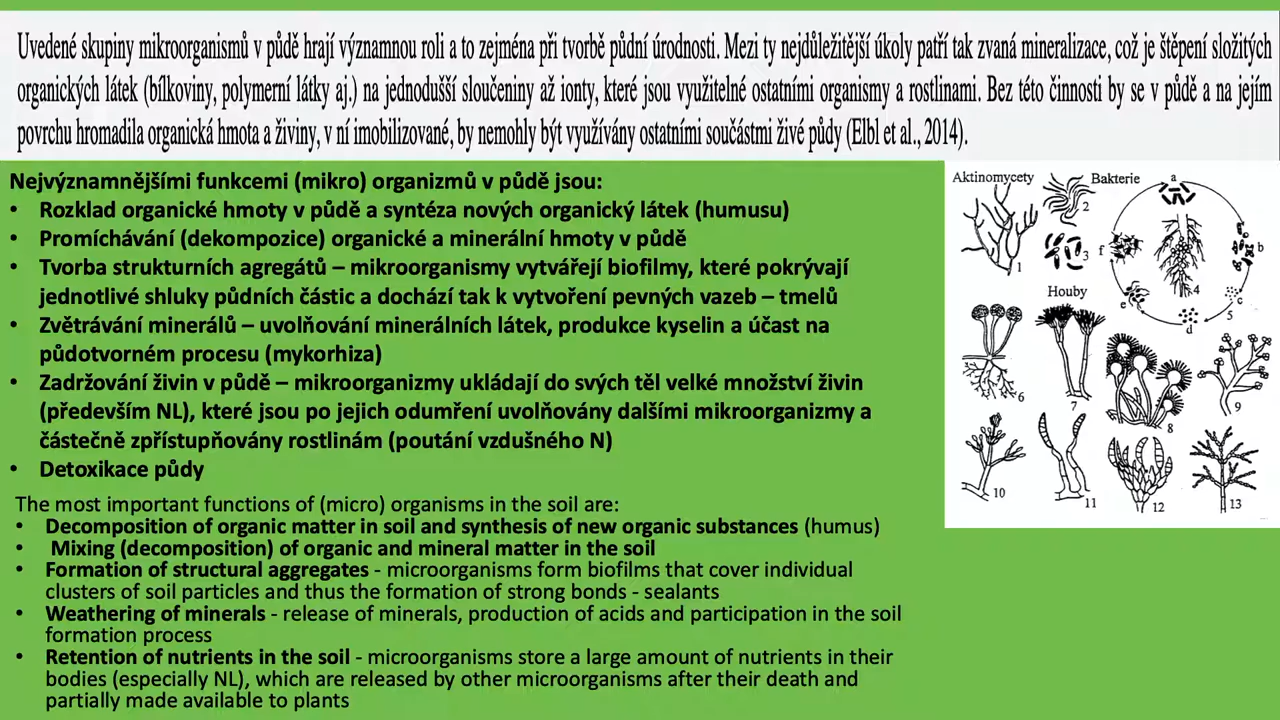 Uvedené skupiny mikroorganismů v půdě hrají významnou roli a to zejména při tvorbě půdní úrodnosti. Mezi ty nejdůležitější úkoly patří tak zvaná mineralizace, což je štěpení složitých
organických látek (bílkoviny, polymerní látky aj.) na jednodušší sloučeniny až ionty, které jsou využitelné ostatními organismy a rostlinami. Bez této činnosti by se v půdě a na jejím
povrchu hromadila organická hmota a živiny, v ní imobilizované, by nemohly být využívány ostatními součástmi živé půdy (Elbl et al., 2014).
Nejvýznamnějšími funkcemi (mikro) organizmů v půdě jsou:
• Rozklad organické hmoty v půdě a syntéza nových organický látek (humusu)
• Promíchávání (dekompozice) organické a minerální hmoty v půdě
• Tvorba strukturních agregátů – mikroorganismy vytvářejí biofilmy, které pokrývají
jednotlivé shluky půdních částic a dochází tak k vytvoření pevných vazeb – tmelů
• Zvětrávání minerálů – uvolňování minerálních látek, produkce kyselin a účast na
půdotvorném procesu (mykorhiza)
• Zadržování živin v půdě – mikroorganizmy ukládají do svých těl velké množství živin
(především NL), které jsou po jejich odumření uvolňovány dalšími mikroorganizmy a
částečně zpřístupňovány rostlinám (poutání vzdušného N)
• Detoxikace půdy
The most important functions of (micro) organisms in the soil are:
• Decomposition of organic matter in soil and synthesis of new organic substances (humus)
• Mixing (decomposition) of organic and mineral matter in the soil
• Formation of structural aggregates - microorganisms form biofilms that cover individual
clusters of soil particles and thus the formation of strong bonds - sealants
• Weathering of minerals - release of minerals, production of acids and participation in the soil
formation process
• Retention of nutrients in the soil - microorganisms store a large amount of nutrients in their
bodies (especially NL), which are released by other microorganisms after their death and
partially made available to plants
Aktinomycety Bakterie a
2
f 3 b
1 4
e c
5
d
Houby
6 7 8 9
10 11 12 13